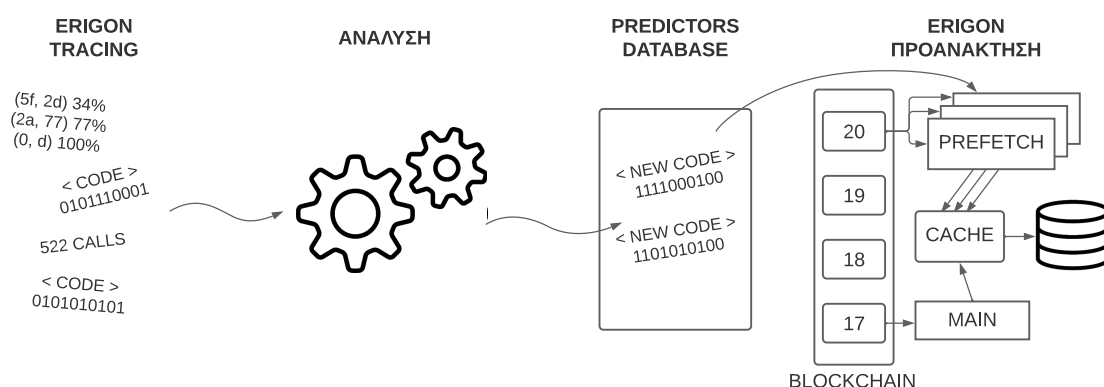 ERIGON
TRACING
(5f, 2d) 34%
(2a, 77) 77%
(0, d) 100%
< CODE >
0101110001
522 CALLS
< CODE >
0101010101
ΑΝΑΛΥΣΗ
PREDICTORS
DATABASE
< NEW CODE >
1111000100
< NEW CODE >
1101010100
ERIGON
ΠΡΟΑΝΑΚΤΗΣΗ
20
19
18
17
BLOCKCHAIN
PREFETCH
CACHE
MAIN